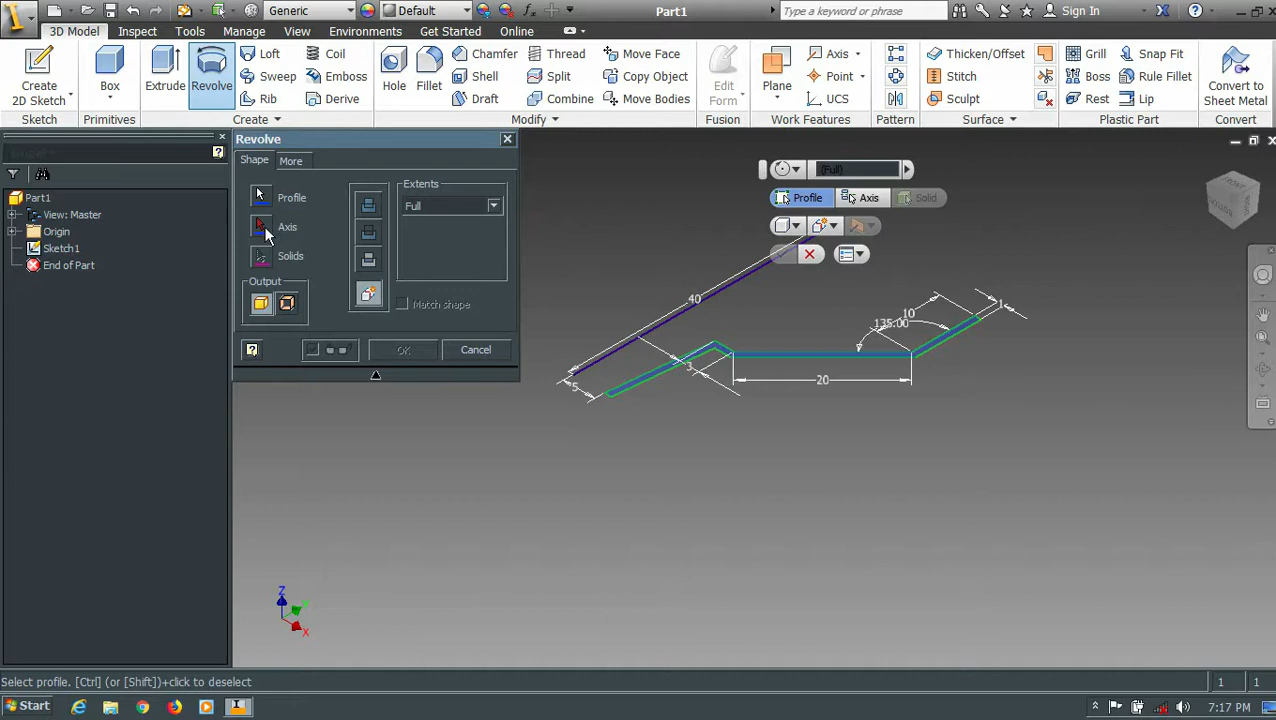 Generic
Default
fx
Part1
Type a keyword or phrase
Sign In
3D Model Inspect Tools Manage View Environments Get Started Online
Create 2D Sketch
Box
Extrude
Revolve
Loft
Sweep
Rib
Coil
Emboss
Derive
Hole
Fillet
Chamfer
Shell
Draft
Thread
Split
Combine
Move Face
Copy Object
Move Bodies
Edit Form
Plane
Axis
Point
UCS
Thicken/Offset
Stitch
Sculpt
Grill
Boss
Rest
Snap Fit
Rule Fillet
Lip
Convert to Sheet Metal
Sketch Primitives Create Modify Fusion Work Features Pattern Surface Plastic Part
Part1
View: Master
Origin
Sketch1
End of Part
Revolve
Shape More
Profile
Axis
Solids
Output
Extents
Full
Match shape
OK Cancel
(Full)
Profile Axis Solid
40
10
1
135.00
3
5
20
Z
X
Select profile. [Ctrl] (or [Shift])+click to deselect
1 1
Start
7:17 PM